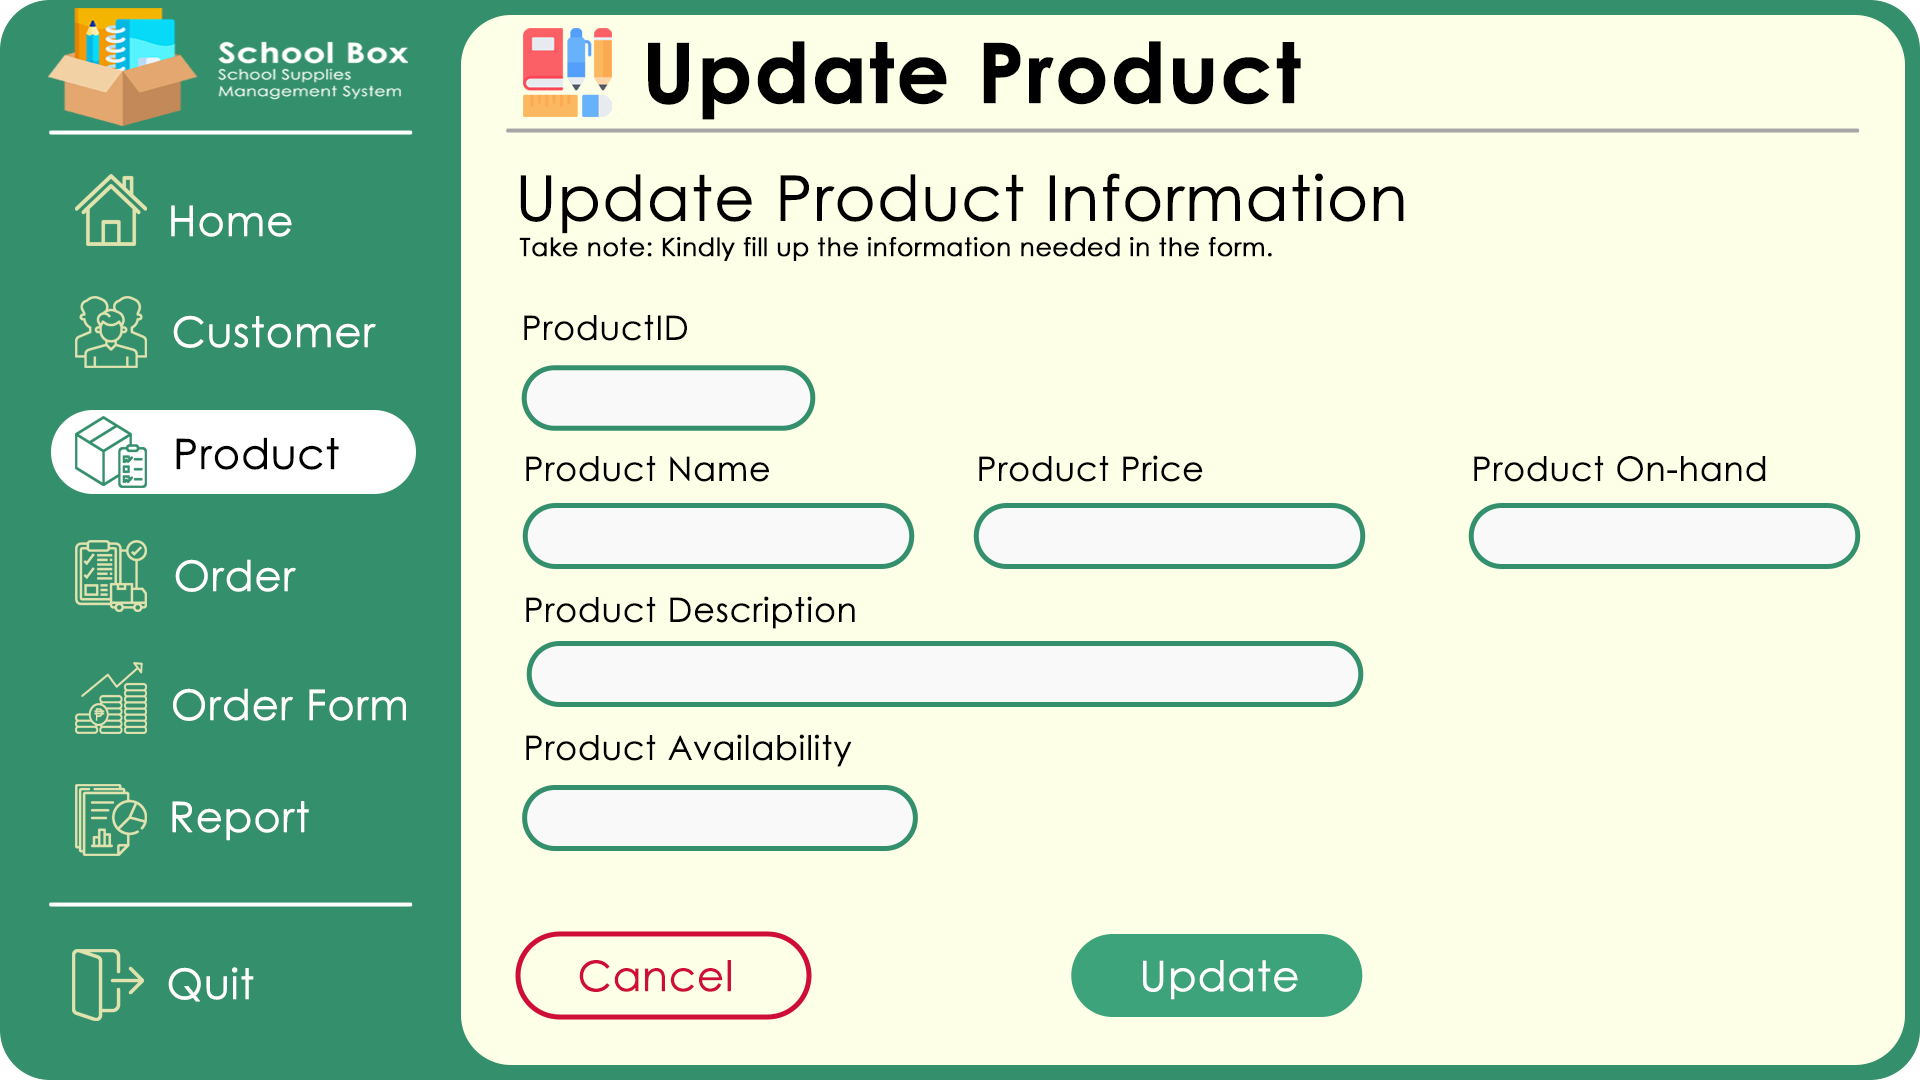 School Box
School Supplies
Management System
Home
Customer
Product
Order
Order Form
Report
Quit
Update Product
Update Product Information
Take note: Kindly fill up the information needed in the form.
ProductID
Product Name
Product Price
Product On-hand
Product Description
Product Availability
Cancel
Update